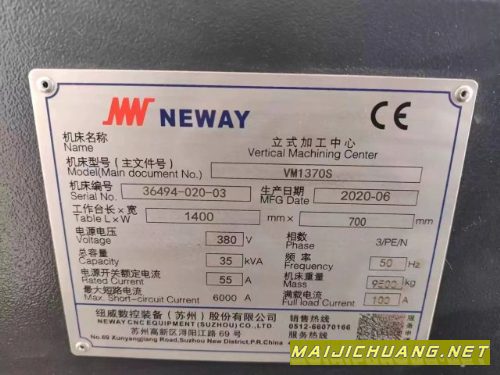 NEWAY CE
机床名称 立式加工中心
Name Vertical Machining Center
机床型号(主文件号)
Model(Main document No.) VM1370S
机床编号 36494-020-03 生产日期 2020-06
Serial No. MFG Date
工作台长×宽 1400 mm× 700 mm
Table L×W
电源电压 380 V 相数 3/PE/N
Voltage Phase
总容量 35 kVA 频率 50 Hz
Capacity Frequency
电源开关额定电流 55 A 机床重量 kg
Rated Current Mass
最大短路电流 6000 A 满载电流 100 A
Max. Short-circuit Current Full load Current
纽威数控装备(苏州)股份有限公司 销售热线
NEWAY CNC EQUIPMENT (SUZHOU) CO., LTD. 0512-66070166
苏州高新区浔阳江路69号 售后热线
No.69 Xunyangjiang Road,Suzhou New District,P.R.China
MAIJICHUANG.NET